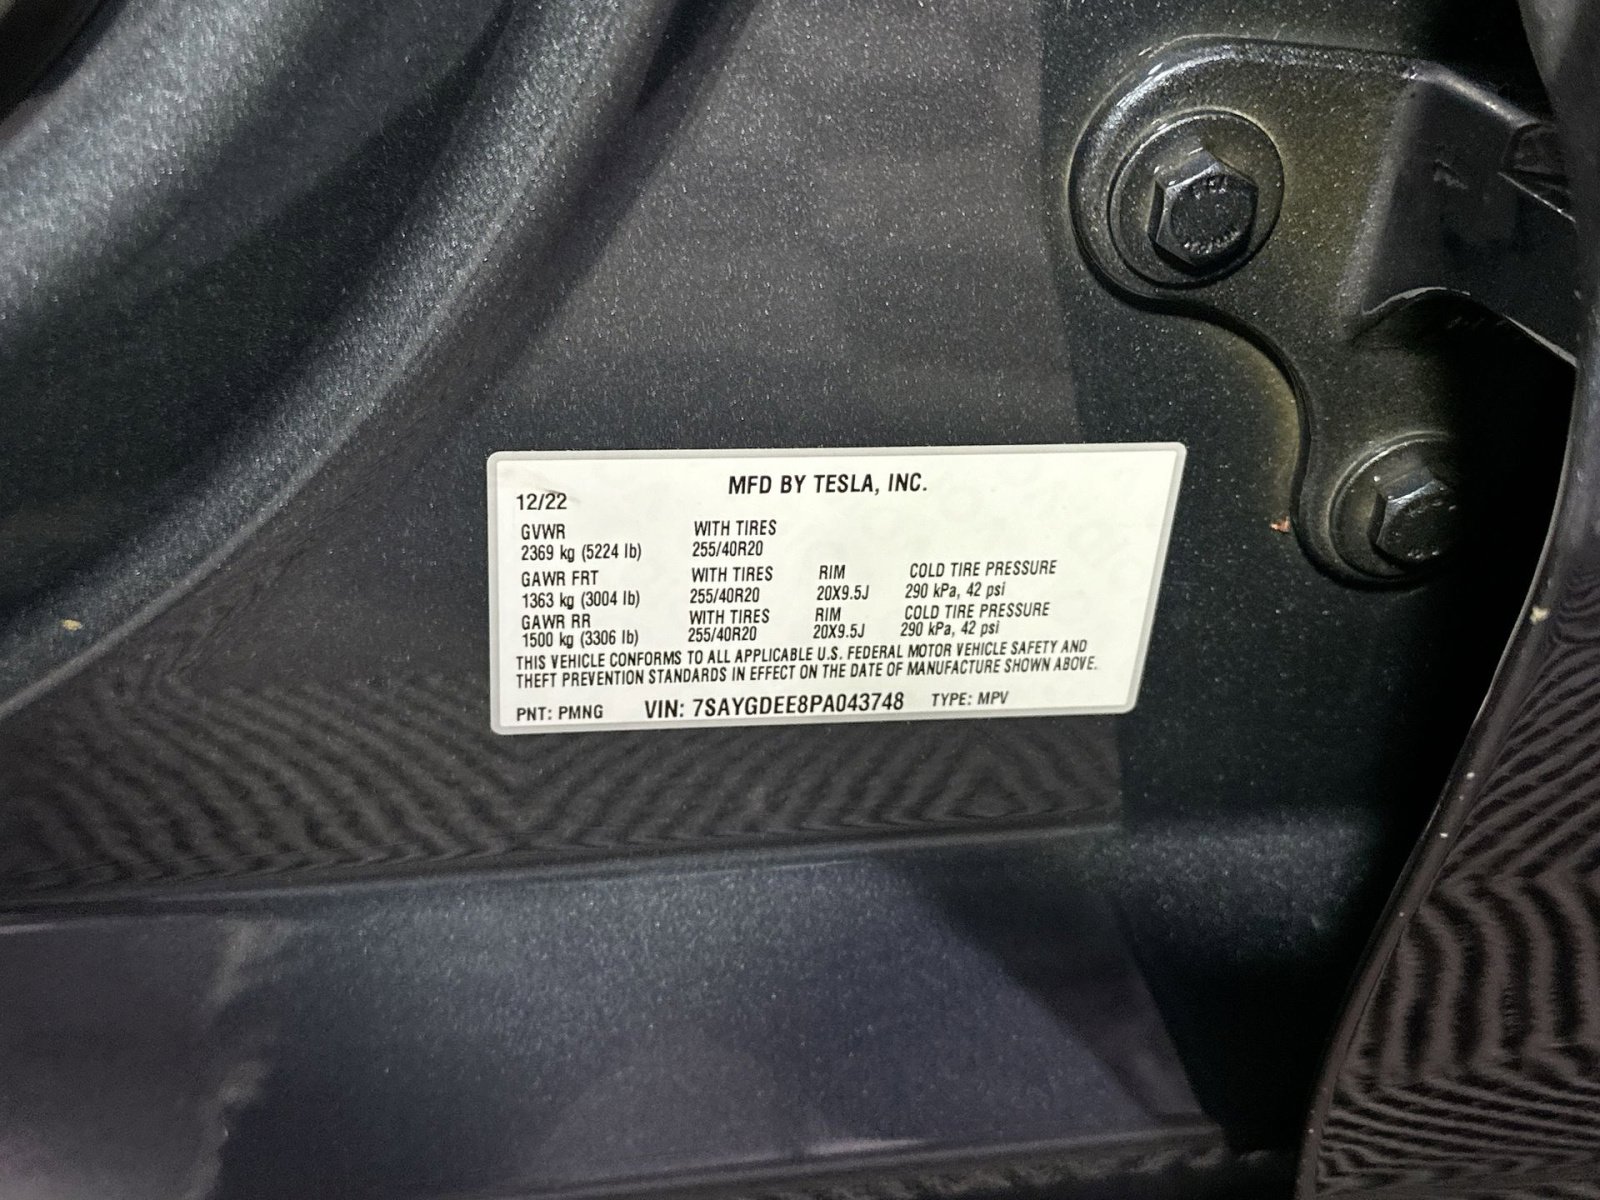 MFD BY TESLA, INC.
12/22
GVWR WITH TIRES
2369 kg (5224 lb) 255/40R20
GAWR FRT WITH TIRES RIM COLD TIRE PRESSURE
1363 kg (3004 lb) 255/40R20 20X9.5J 290 kPa, 42 psi
GAWR RR WITH TIRES RIM COLD TIRE PRESSURE
1500 kg (3306 lb) 255/40R20 20X9.5J 290 kPa, 42 psi
THIS VEHICLE CONFORMS TO ALL APPLICABLE U.S. FEDERAL MOTOR VEHICLE SAFETY AND
THEFT PREVENTION STANDARDS IN EFFECT ON THE DATE OF MANUFACTURE SHOWN ABOVE.
PNT: PMNG VIN: 7SAYGDEE8PA043748 TYPE: MPV